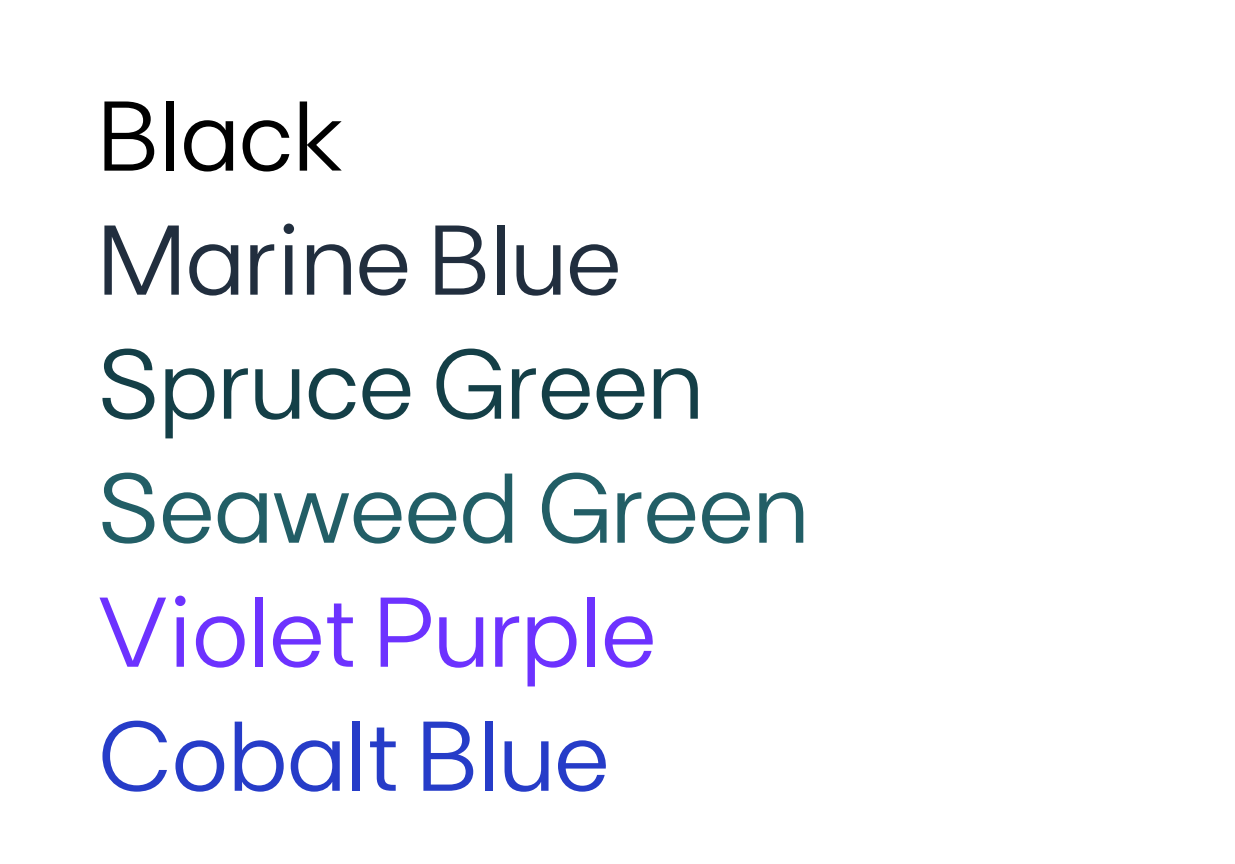 Black
Marine Blue
Spruce Green
Seaweed Green
Violet Purple
Cobalt Blue